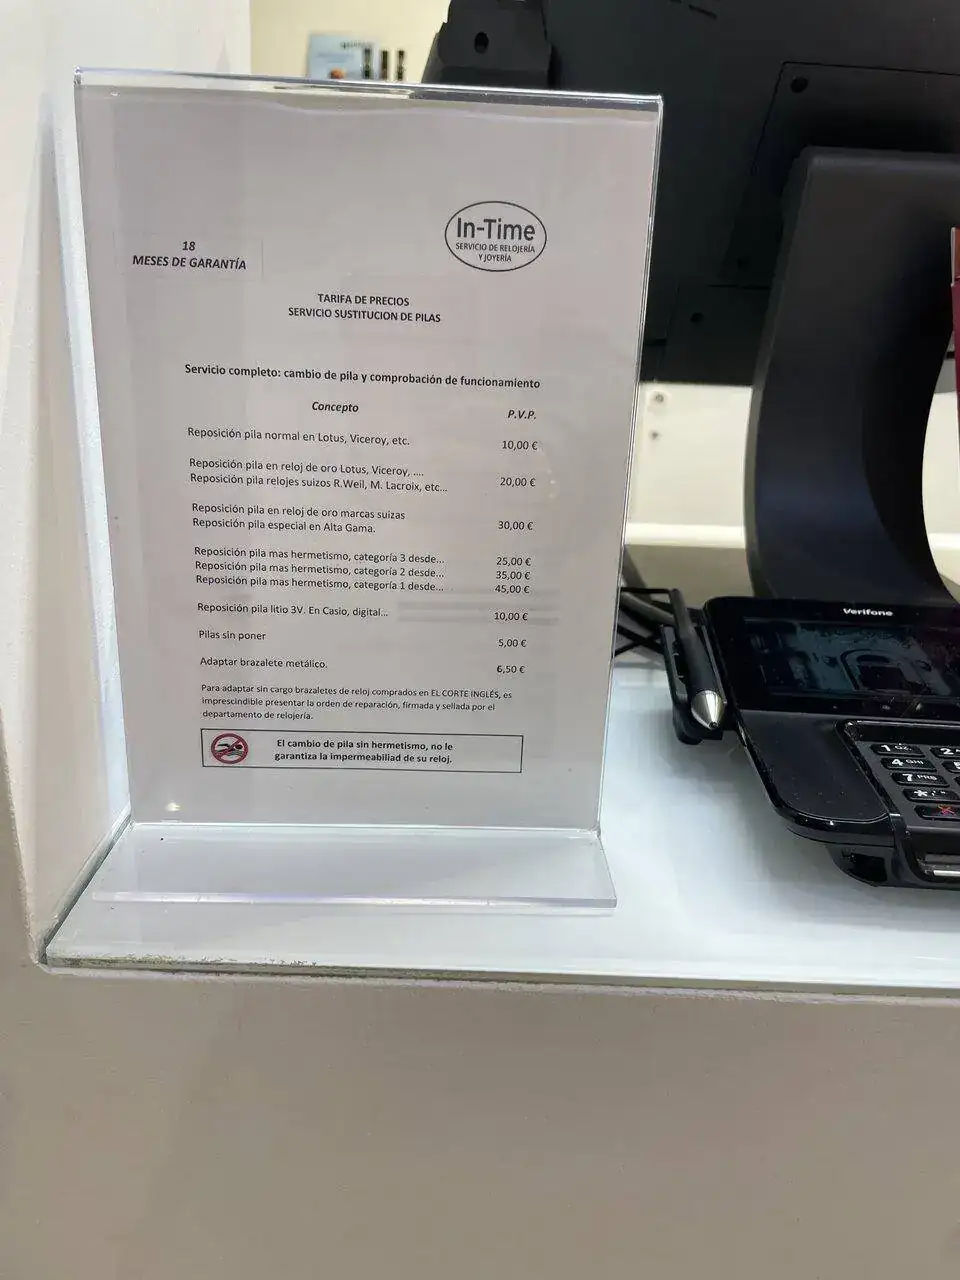 18
MESES DE GARANTÍA
In-Time
SERVICIO DE RELOJERÍA
Y JOYERÍA
TARIFA DE PRECIOS
SERVICIO SUSTITUCION DE PILAS
Servicio completo: cambio de pila y comprobación de funcionamiento
Concepto P.V.P.
Reposición pila normal en Lotus, Viceroy, etc. 10,00 €
Reposición pila en reloj de oro Lotus, Viceroy, ....
Reposición pila relojes suizos R.Weil, M. Lacroix, etc... 20,00 €
Reposición pila en reloj de oro marcas suizas
Reposición pila especial en Alta Gama. 30,00 €
Reposición pila mas hermetismo, categoría 3 desde... 25,00 €
Reposición pila mas hermetismo, categoría 2 desde... 35,00 €
Reposición pila mas hermetismo, categoría 1 desde... 45,00 €
Reposición pila litio 3V. En Casio, digital... 10,00 €
Pilas sin poner 5,00 €
Adaptar brazalete metálico. 6,50 €
Para adaptar sin cargo brazaletes de reloj comprados en EL CORTE INGLÉS, es
imprescindible presentar la orden de reparación, firmada y sellada por el
departamento de relojería.
El cambio de pila sin hermetismo, no le
garantiza la impermeabiliad de su reloj.
Verifone
1 2
4 GHI 5
7 PRS
*